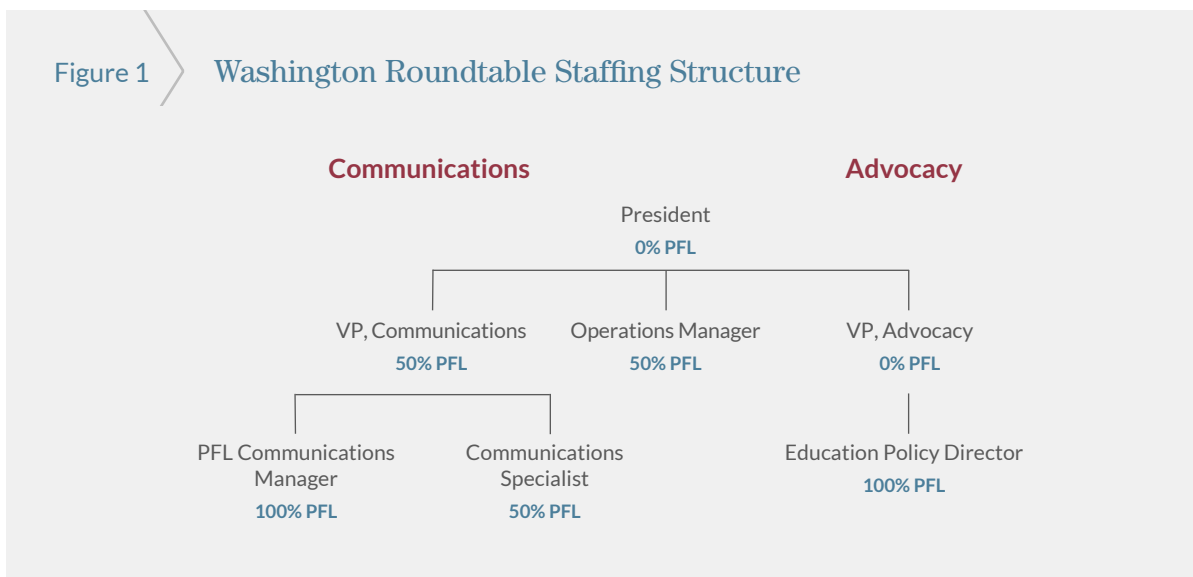 Figure 1
Washington Roundtable Staffing Structure
Communications
Advocacy
President
0% PFL
VP, Communications
50% PFL
Operations Manager
50% PFL
VP, Advocacy
0% PFL
PFL Communications
Manager
100% PFL
Communications
Specialist
50% PFL
Education Policy Director
100% PFL